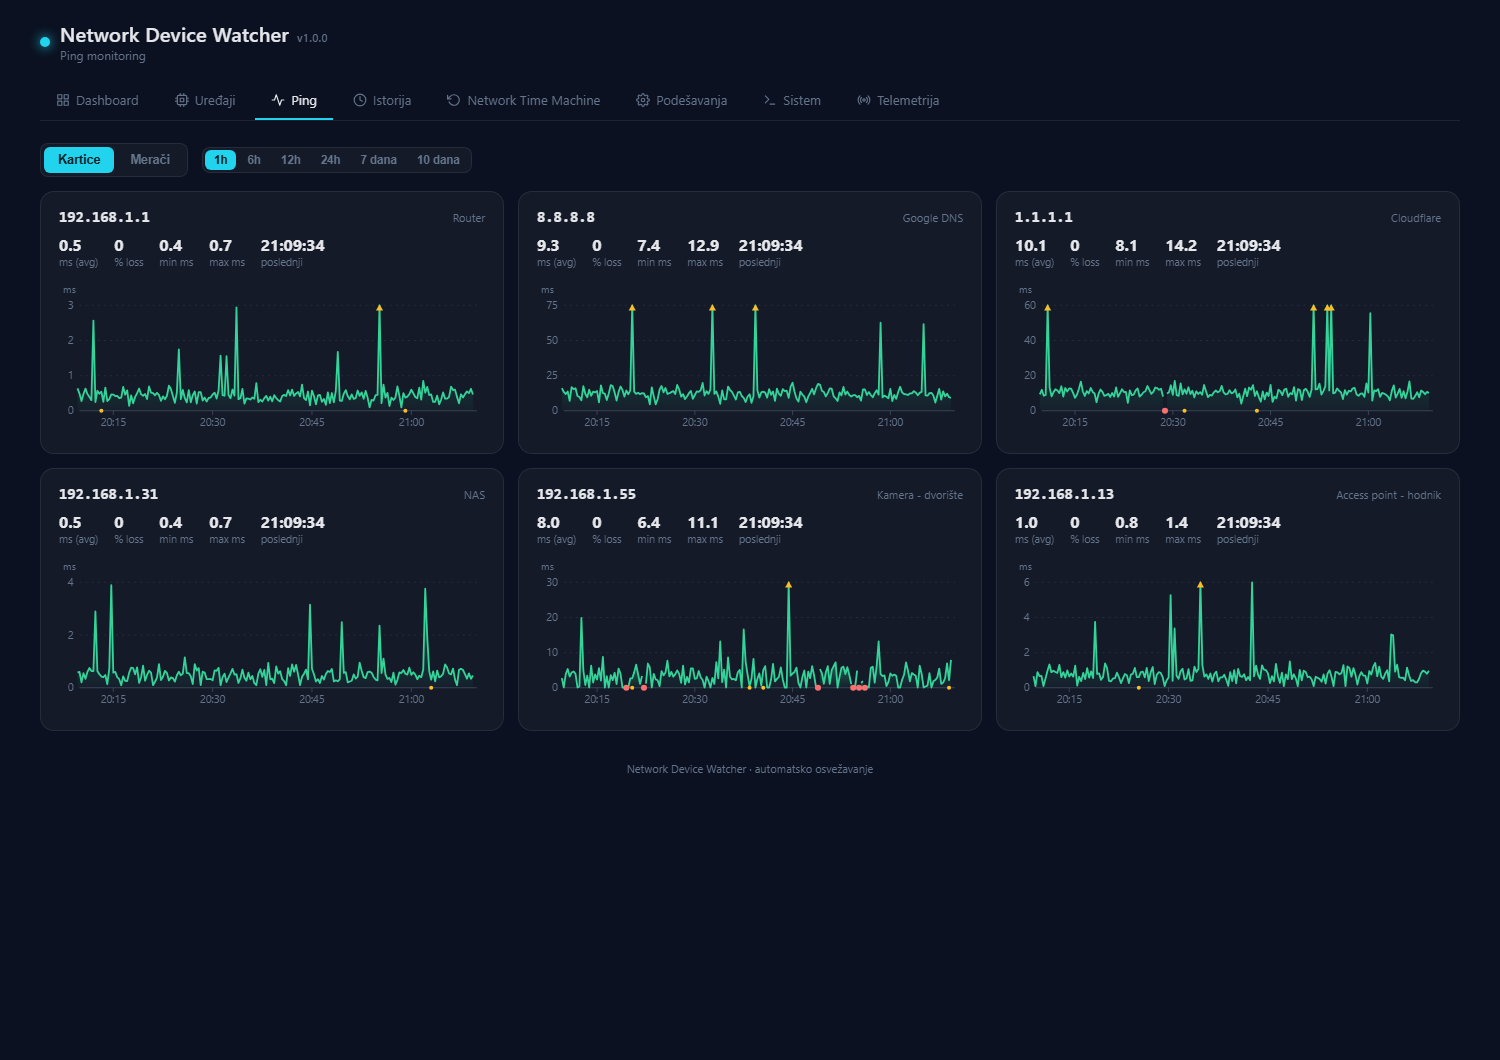 Network Device Watcher v1.0.0
Ping monitoring
Dashboard Uređaji Ping Istorija Network Time Machine Podešavanja Sistem Telemetrija
Kartice Merači 1h 6h 12h 24h 7 dana 10 dana
192.168.1.1 Router
0.5 0 0.4 0.7 21:09:34
ms (avg) % loss min ms max ms poslednji
ms
3
2
1
0
20:15 20:30 20:45 21:00
8.8.8.8 Google DNS
9.3 0 7.4 12.9 21:09:34
ms (avg) % loss min ms max ms poslednji
ms
75
50
25
0
20:15 20:30 20:45 21:00
1.1.1.1 Cloudflare
10.1 0 8.1 14.2 21:09:34
ms (avg) % loss min ms max ms poslednji
ms
60
40
20
0
20:15 20:30 20:45 21:00
192.168.1.31 NAS
0.5 0 0.4 0.7 21:09:34
ms (avg) % loss min ms max ms poslednji
ms
4
2
0
20:15 20:30 20:45 21:00
192.168.1.55 Kamera - dvorište
8.0 0 6.4 11.1 21:09:34
ms (avg) % loss min ms max ms poslednji
ms
30
20
10
0
20:15 20:30 20:45 21:00
192.168.1.13 Access point - hodnik
1.0 0 0.8 1.4 21:09:34
ms (avg) % loss min ms max ms poslednji
ms
6
4
2
0
20:15 20:30 20:45 21:00
Network Device Watcher · automatsko osvežavanje